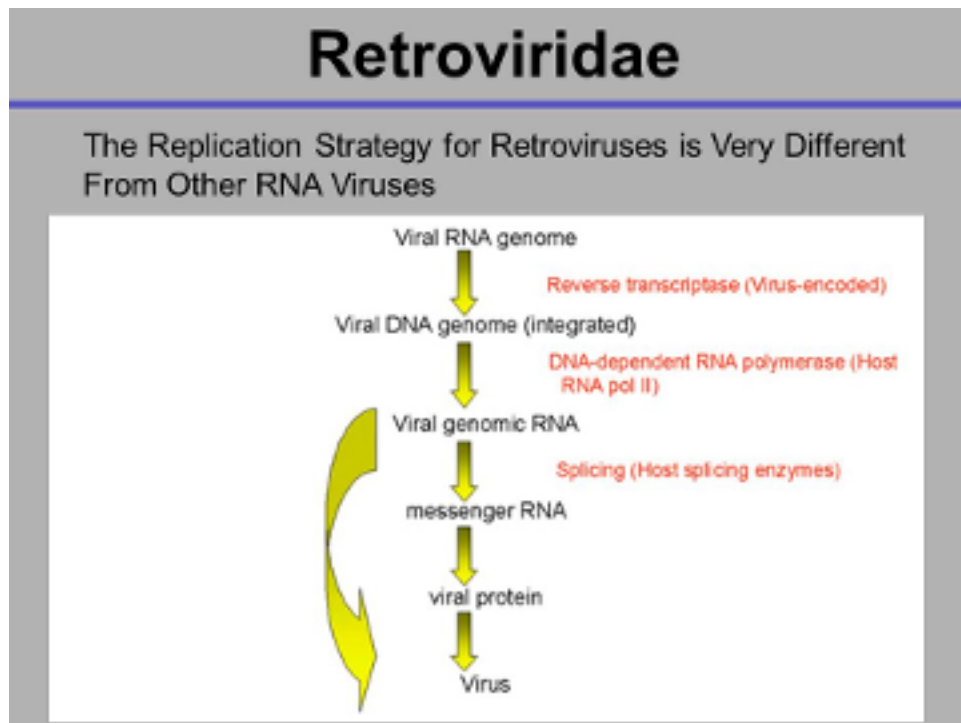 Retroviridae
The Replication Strategy for Retroviruses is Very Different
From Other RNA Viruses
Viral RNA genome
Reverse transcriptase (Virus-encoded)
Viral DNA genome (integrated)
DNA-dependent RNA polymerase (Host
RNA pol II)
Viral genomic RNA
Splicing (Host splicing enzymes)
messenger RNA
viral protein
Virus